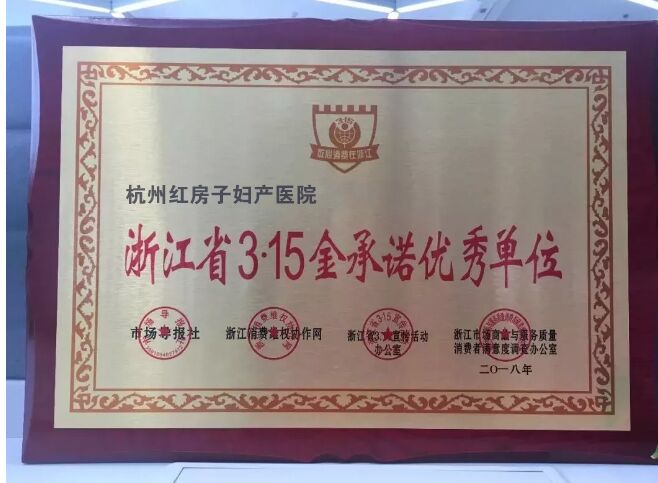 3·15
放心消费在浙江
杭州红房子妇产医院
浙江省3·15金承诺优秀单位
市场导报社
浙江消费维权协作网
浙江省3.15宣传活动
办公室
浙江市场商品与服务质量
消费者满意度调查办公室
二〇一八年